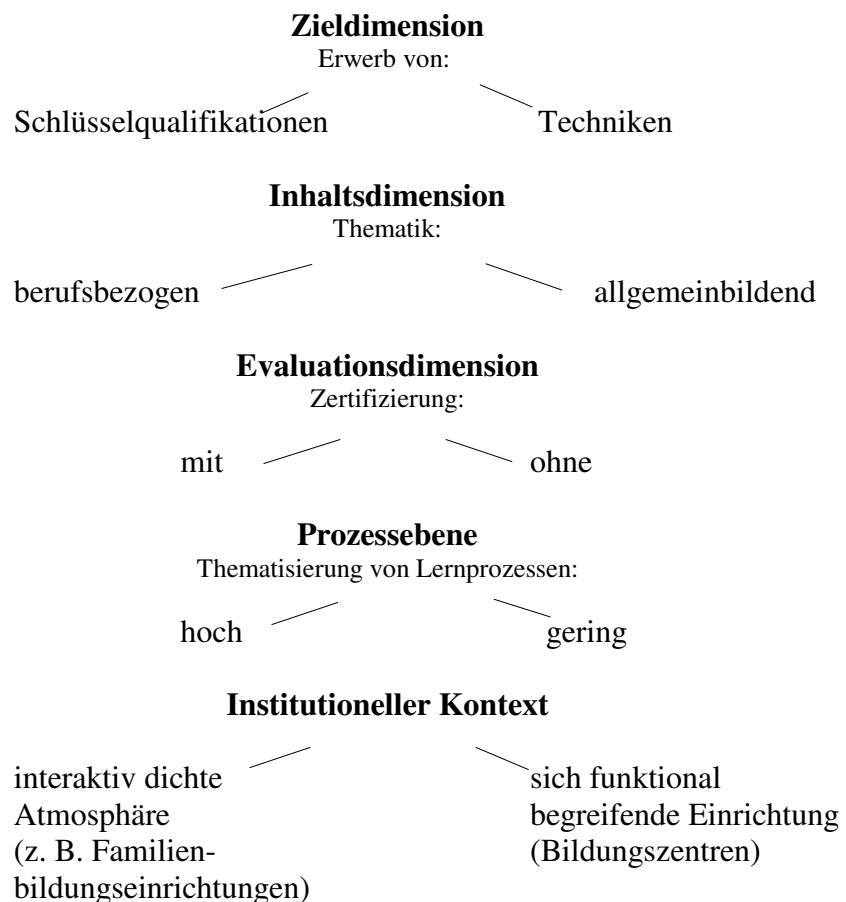 Zieldimension
Erwerb von:
Schlüsselqualifikationen Techniken
Inhaltsdimension
Thematik:
berufsbezogen allgemeinbildend
Evaluationsdimension
Zertifizierung:
mit ohne
Prozessebene
Thematisierung von Lernprozessen:
hoch gering
Institutioneller Kontext
interaktiv dichte sich funktional
Atmosphäre begreifende Einrichtung
(z. B. Familien- (Bildungszentren)
bildungseinrichtungen)